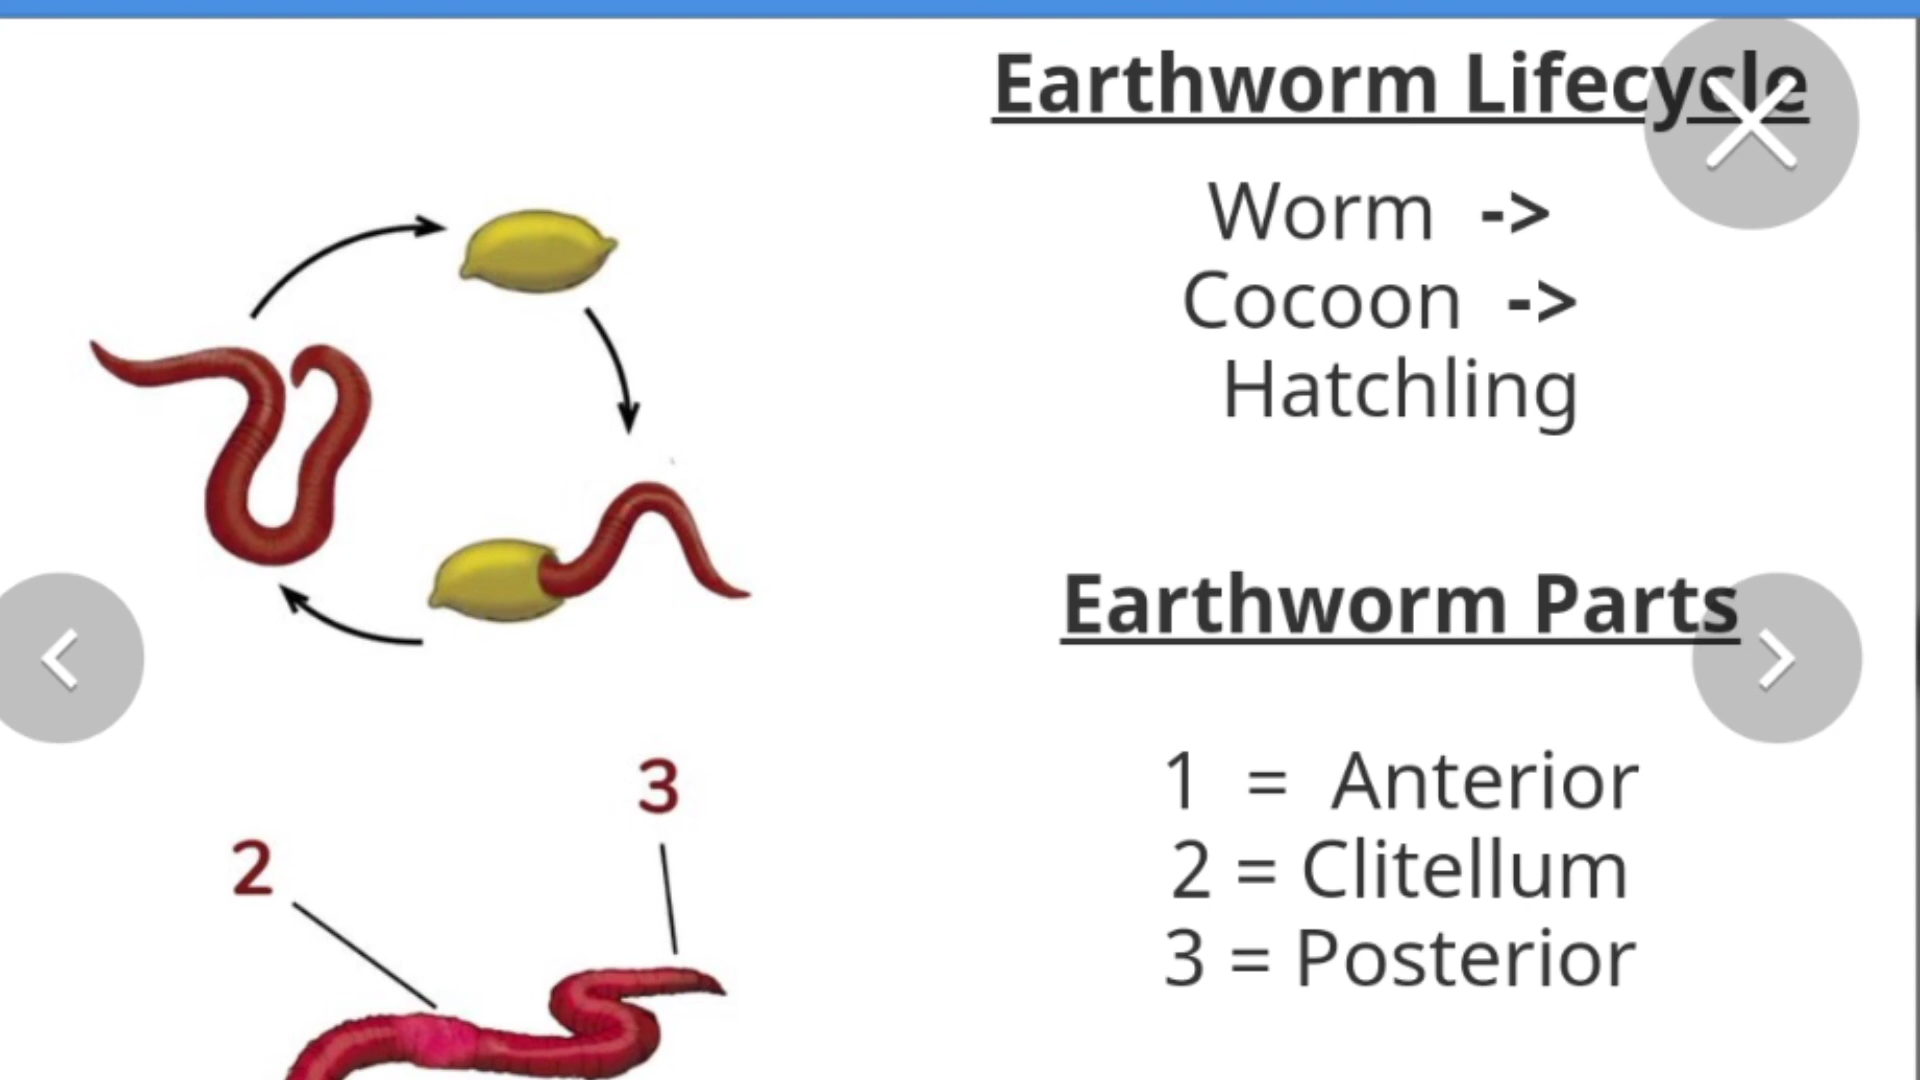 Earthworm Lifecycle
Worm ->
Cocoon ->
Hatchling
Earthworm Parts
1 = Anterior
2 = Clitellum
3 = Posterior
3
2